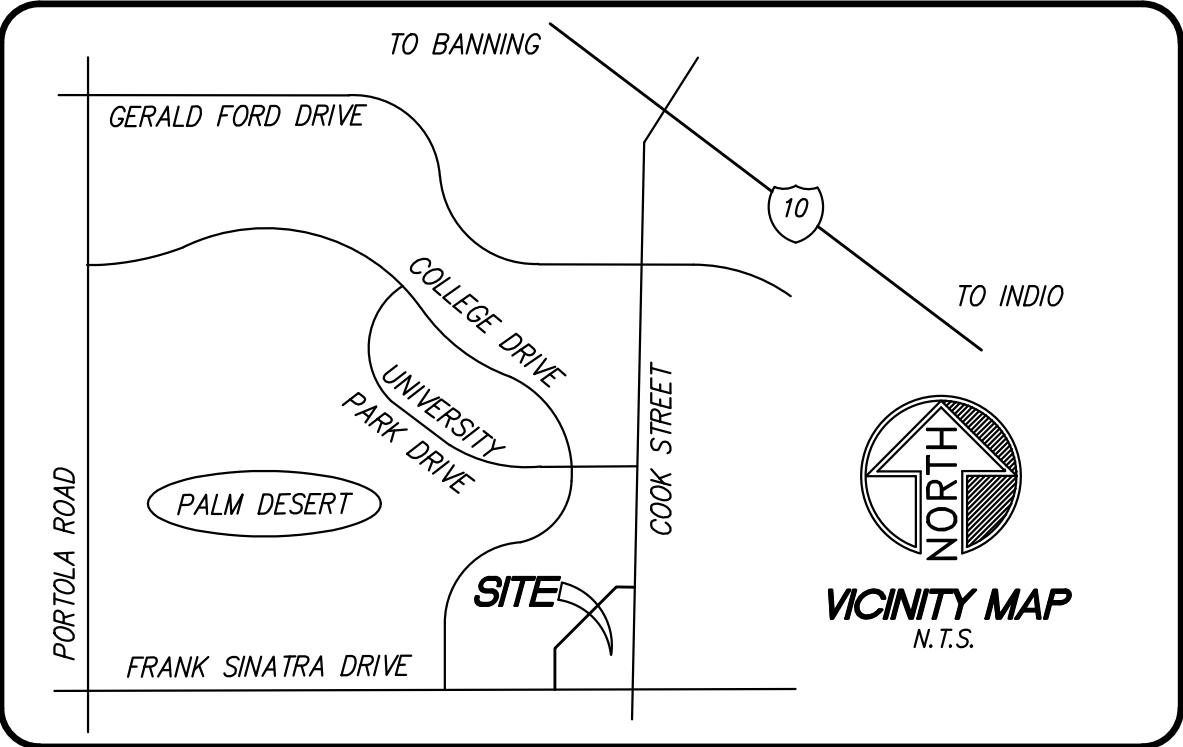 TO BANNING
GERALD FORD DRIVE
10
TO INDIO
COLLEGE DRIVE
UNIVERSITY
PARK DRIVE
COOK STREET
PORTOLA ROAD
PALM DESERT
NORTH
SITE
VICINITY MAP
N.T.S.
FRANK SINATRA DRIVE